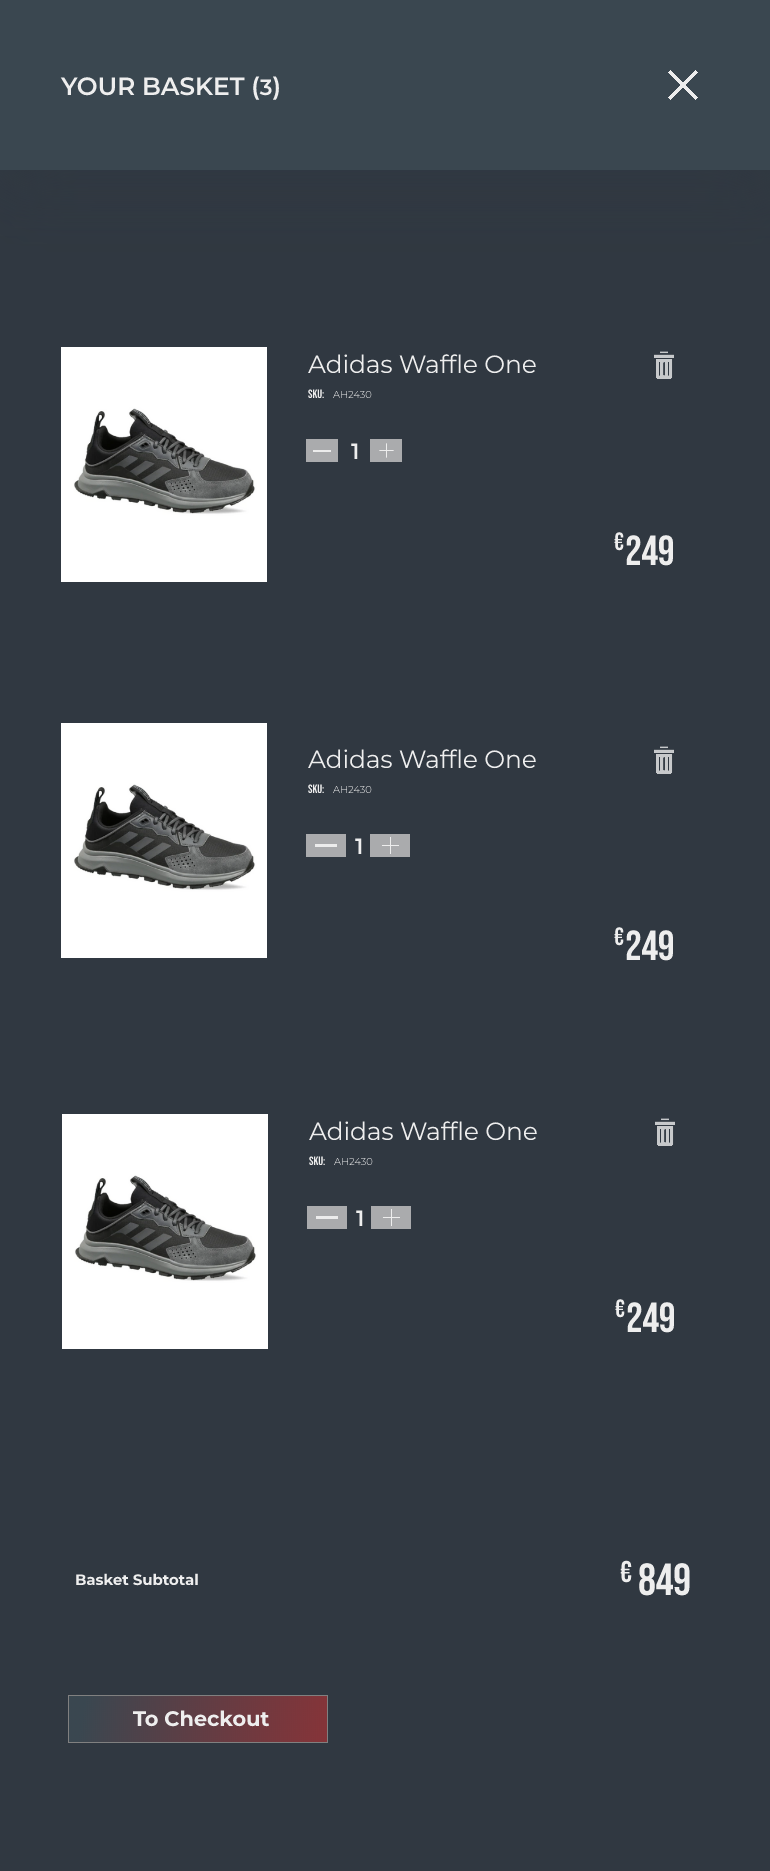 YOUR BASKET (3)
Adidas Waffle One
SKU: AH2430
1
€249
Adidas Waffle One
SKU: AH2430
1
€249
Adidas Waffle One
SKU: AH2430
1
€249
Basket Subtotal
€ 849
To Checkout